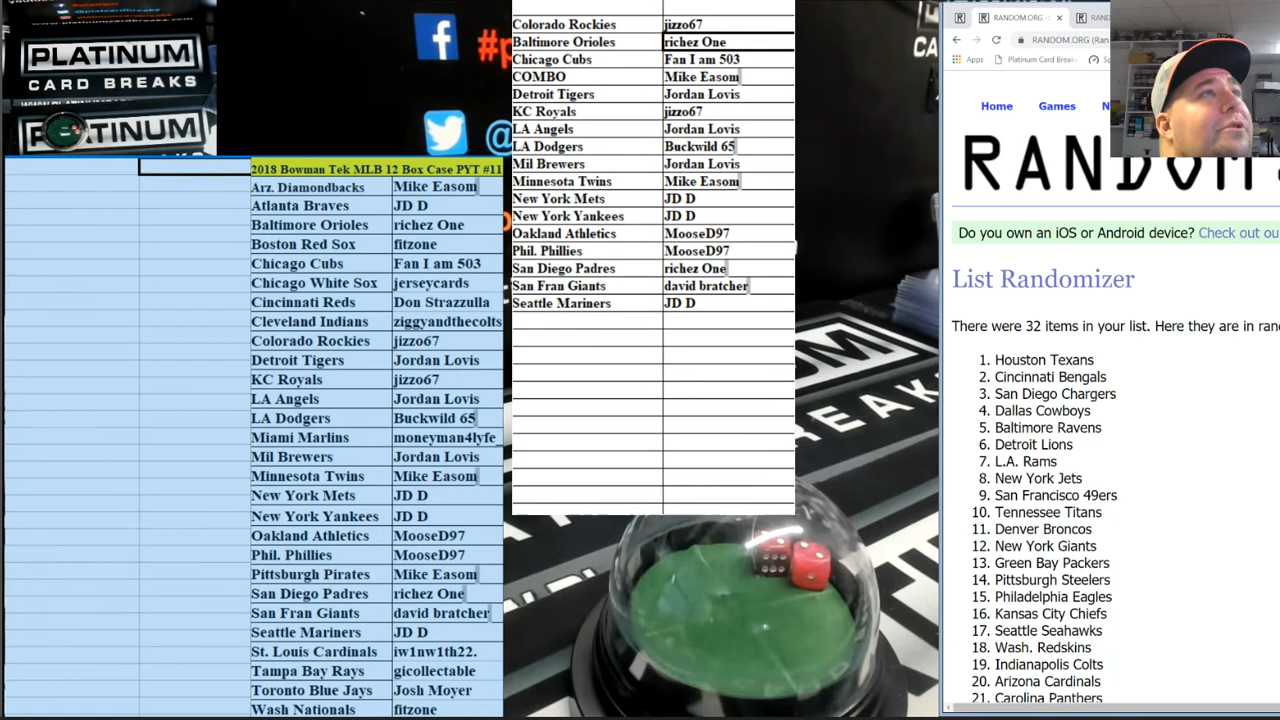 www.platinumcardbreaks.com
PLATINUM
CARD BREAKS
PLATINUM
#
@
2018 Bowman Tek MLB 12 Box Case PYT #11
Arz. Diamondbacks Mike Easom
Atlanta Braves JD D
Baltimore Orioles richez One
Boston Red Sox fitzone
Chicago Cubs Fan I am 503
Chicago White Sox jerseycards
Cincinnati Reds Don Strazzulla
Cleveland Indians ziggyandthecolts
Colorado Rockies jizzo67
Detroit Tigers Jordan Lovis
KC Royals jizzo67
LA Angels Jordan Lovis
LA Dodgers Buckwild 65
Miami Marlins moneyman4lyfe_
Mil Brewers Jordan Lovis
Minnesota Twins Mike Easom
New York Mets JD D
New York Yankees JD D
Oakland Athletics MooseD97
Phil. Phillies MooseD97
Pittsburgh Pirates Mike Easom
San Diego Padres richez One
San Fran Giants david bratcher
Seattle Mariners JD D
St. Louis Cardinals iw1nw1th22.
Tampa Bay Rays gicollectable
Toronto Blue Jays Josh Moyer
Wash Nationals fitzone
Colorado Rockies jizzo67
Baltimore Orioles richez One
Chicago Cubs Fan I am 503
COMBO Mike Easom
Detroit Tigers Jordan Lovis
KC Royals jizzo67
LA Angels Jordan Lovis
LA Dodgers Buckwild 65
Mil Brewers Jordan Lovis
Minnesota Twins Mike Easom
New York Mets JD D
New York Yankees JD D
Oakland Athletics MooseD97
Phil. Phillies MooseD97
San Diego Padres richez One
San Fran Giants david bratcher
Seattle Mariners JD D
RANDOM.ORG
RANDOM.ORG (Ran
Apps Platinum Card Break
Home Games N
RANDOM
Do you own an iOS or Android device? Check out ou
List Randomizer
There were 32 items in your list. Here they are in ran
1. Houston Texans
2. Cincinnati Bengals
3. San Diego Chargers
4. Dallas Cowboys
5. Baltimore Ravens
6. Detroit Lions
7. L.A. Rams
8. New York Jets
9. San Francisco 49ers
10. Tennessee Titans
11. Denver Broncos
12. New York Giants
13. Green Bay Packers
14. Pittsburgh Steelers
15. Philadelphia Eagles
16. Kansas City Chiefs
17. Seattle Seahawks
18. Wash. Redskins
19. Indianapolis Colts
20. Arizona Cardinals
21. Carolina Panthers